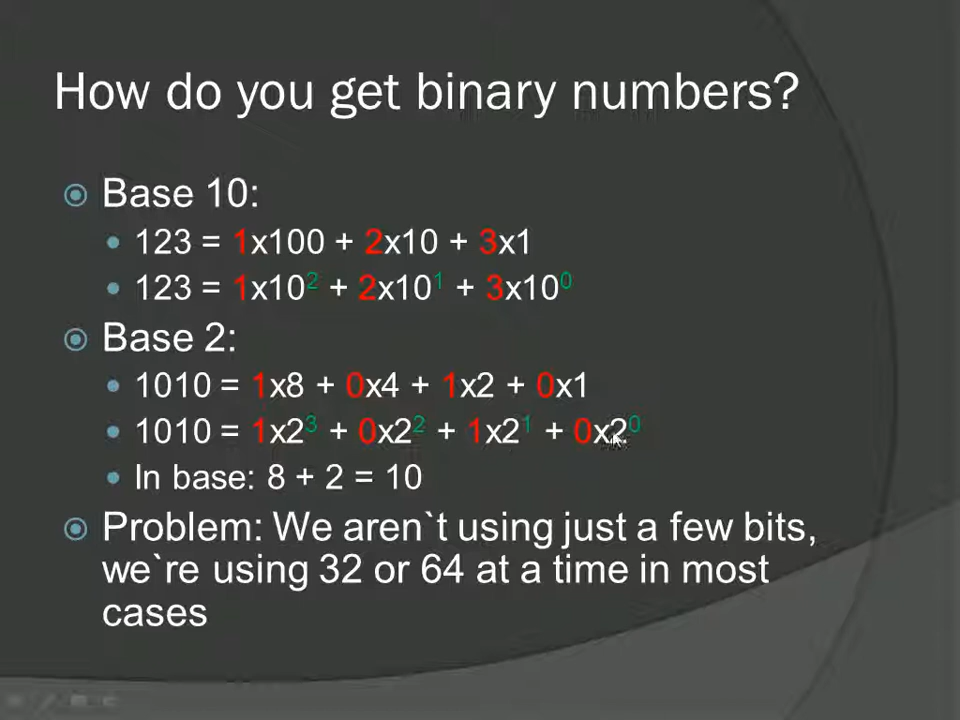 How do you get binary numbers?
Base 10:
123 = 1x100 + 2x10 + 3x1
123 = 1x10² + 2x10¹ + 3x10⁰
Base 2:
1010 = 1x8 + 0x4 + 1x2 + 0x1
1010 = 1x2³ + 0x2² + 1x2¹ + 0x2⁰
In base: 8 + 2 = 10
Problem: We aren`t using just a few bits,
we`re using 32 or 64 at a time in most
cases